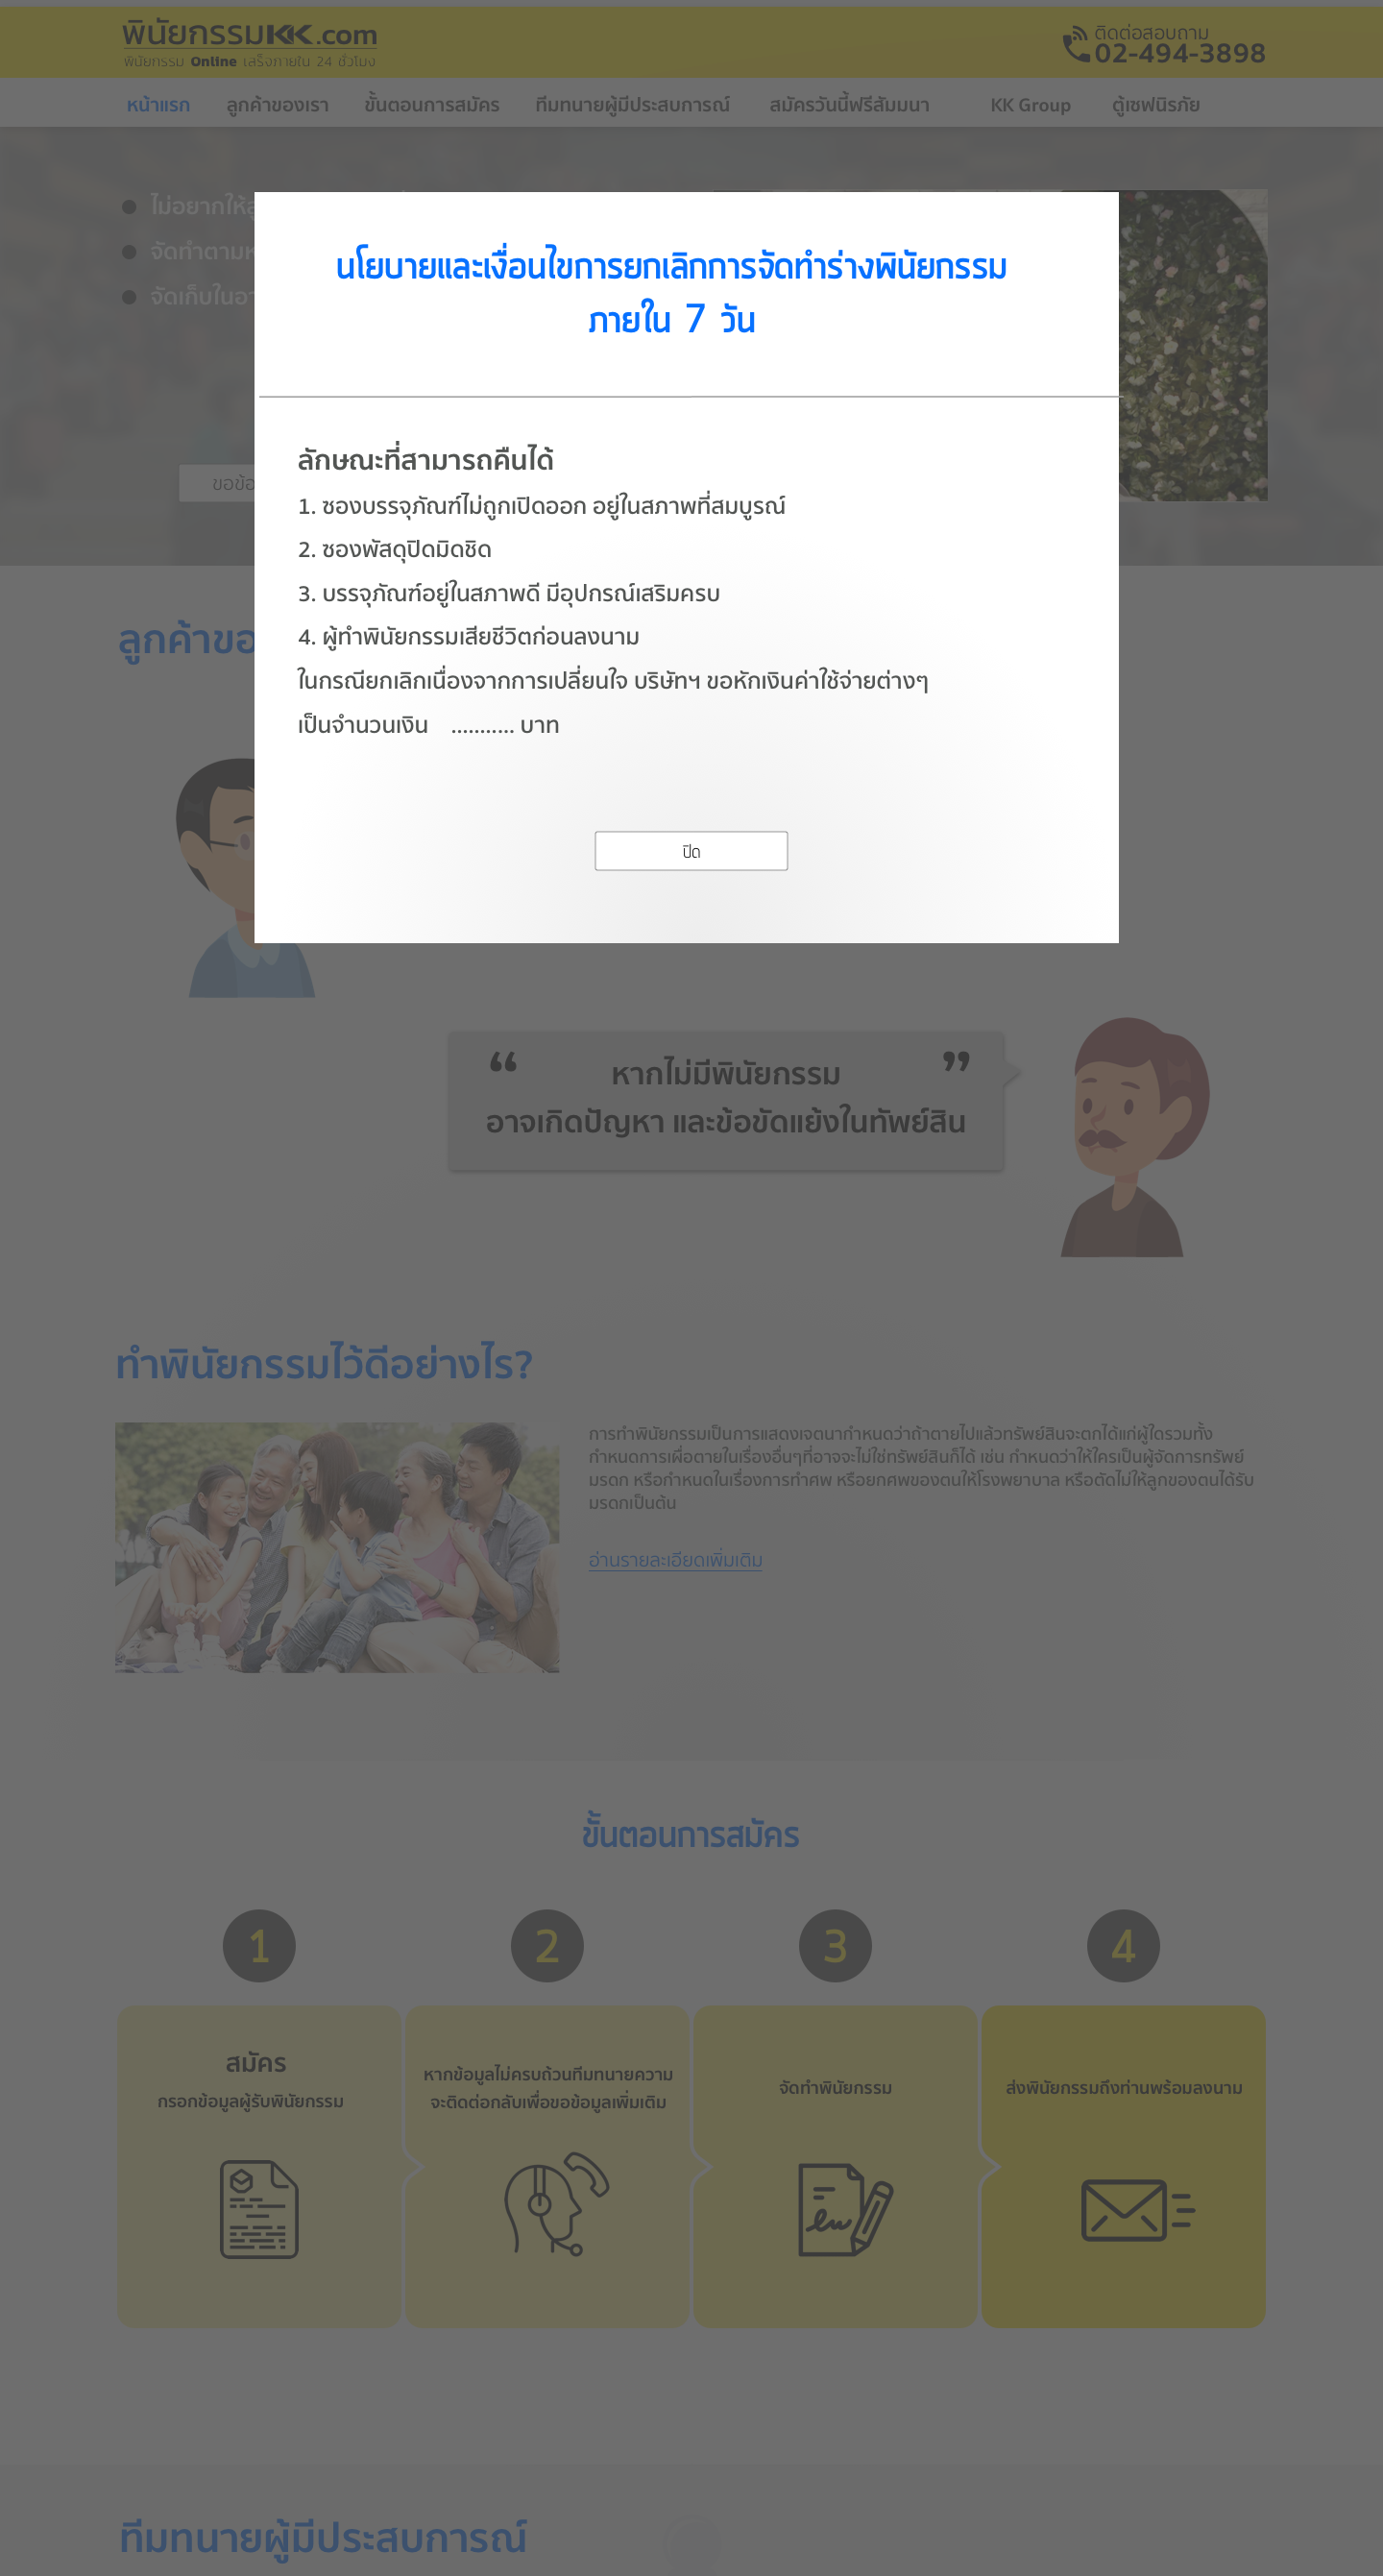 พินัยกรรมKK.com
พินัยกรรม Online เสร็จภายใน 24 ชั่วโมง
ติดต่อสอบถาม
02-494-3898
หน้าแรก ลูกค้าของเรา ขั้นตอนการสมัคร ทีมทนายผู้มีประสบการณ์ สมัครวันนี้ฟรีสัมมนา KK Group ตู้เซฟนิรภัย
ไม่อยากให้
จัดทำตาม
จัดเก็บใน
นโยบายและเงื่อนไขการยกเลิกการจัดทำร่างพินัยกรรม
ภายใน 7 วัน
ลักษณะที่สามารถคืนได้
1. ซองบรรจุภัณฑ์ไม่ถูกเปิดออก อยู่ในสภาพที่สมบูรณ์
2. ซองพัสดุปิดมิดชิด
3. บรรจุภัณฑ์อยู่ในสภาพดี มีอุปกรณ์เสริมครบ
4. ผู้ทำพินัยกรรมเสียชีวิตก่อนลงนาม
ในกรณียกเลิกเนื่องจากการเปลี่ยนใจ บริษัทฯ ขอหักเงินค่าใช้จ่ายต่างๆ
เป็นจำนวนเงิน ........... บาท
ปิด
ลูกค้าขอ
“ หากไม่มีพินัยกรรม ”
อาจเกิดปัญหา และข้อขัดแย้งในทัพย์สิน
ทำพินัยกรรมไว้ดีอย่างไร?
การทำพินัยกรรมเป็นการแสดงเจตนากำหนดว่าถ้าตายไปแล้วทรัพย์สินจะตกได้แก่ผู้ใดรวมทั้ง
กำหนดการเผื่อตายในเรื่องอื่นๆที่อาจจะไม่ใช่ทรัพย์สินก็ได้ เช่น กำหนดว่าให้ใครเป็นผู้จัดการทรัพย์
มรดก หรือกำหนดในเรื่องการทำศพ หรือยกศพของตนให้โรงพยาบาล หรือตัดไม่ให้ลูกของตนได้รับ
มรดกเป็นต้น
อ่านรายละเอียดเพิ่มเติม
ขั้นตอนการสมัคร
1 2 3 4
สมัคร
กรอกข้อมูลผู้รับพินัยกรรม
หากข้อมูลไม่ครบถ้วนทีมทนายความ
จะติดต่อกลับเพื่อขอข้อมูลเพิ่มเติม
จัดทำพินัยกรรม
ส่งพินัยกรรมถึงท่านพร้อมลงนาม
ทีมทนายผู้มีประสบการณ์